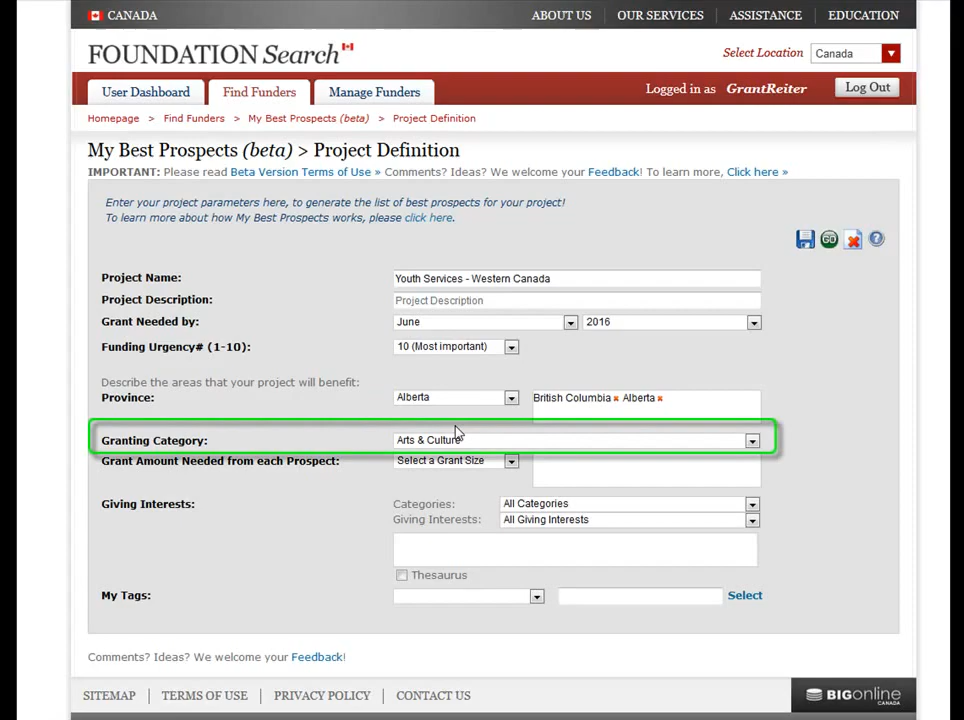 CANADA ABOUT US OUR SERVICES ASSISTANCE EDUCATION
FOUNDATION Search Select Location Canada
User Dashboard Find Funders Manage Funders Logged in as GrantReiter Log Out
Homepage > Find Funders > My Best Prospects (beta) > Project Definition
My Best Prospects (beta) > Project Definition
IMPORTANT: Please read Beta Version Terms of Use » Comments? Ideas? We welcome your Feedback! To learn more, Click here »
Enter your project parameters here, to generate the list of best prospects for your project!
To learn more about how My Best Prospects works, please click here.
GO ?
Project Name: Youth Services - Western Canada
Project Description: Project Description
Grant Needed by: June 2016
Funding Urgency# (1-10): 10 (Most important)
Describe the areas that your project will benefit:
Province: Alberta British Columbia Alberta
Granting Category: Arts & Culture
Grant Amount Needed from each Prospect: Select a Grant Size
Giving Interests: Categories: All Categories
Giving Interests: All Giving Interests
Thesaurus
My Tags: Select
Comments? Ideas? We welcome your Feedback!
SITEMAP TERMS OF USE PRIVACY POLICY CONTACT US BIGonline
CANADA